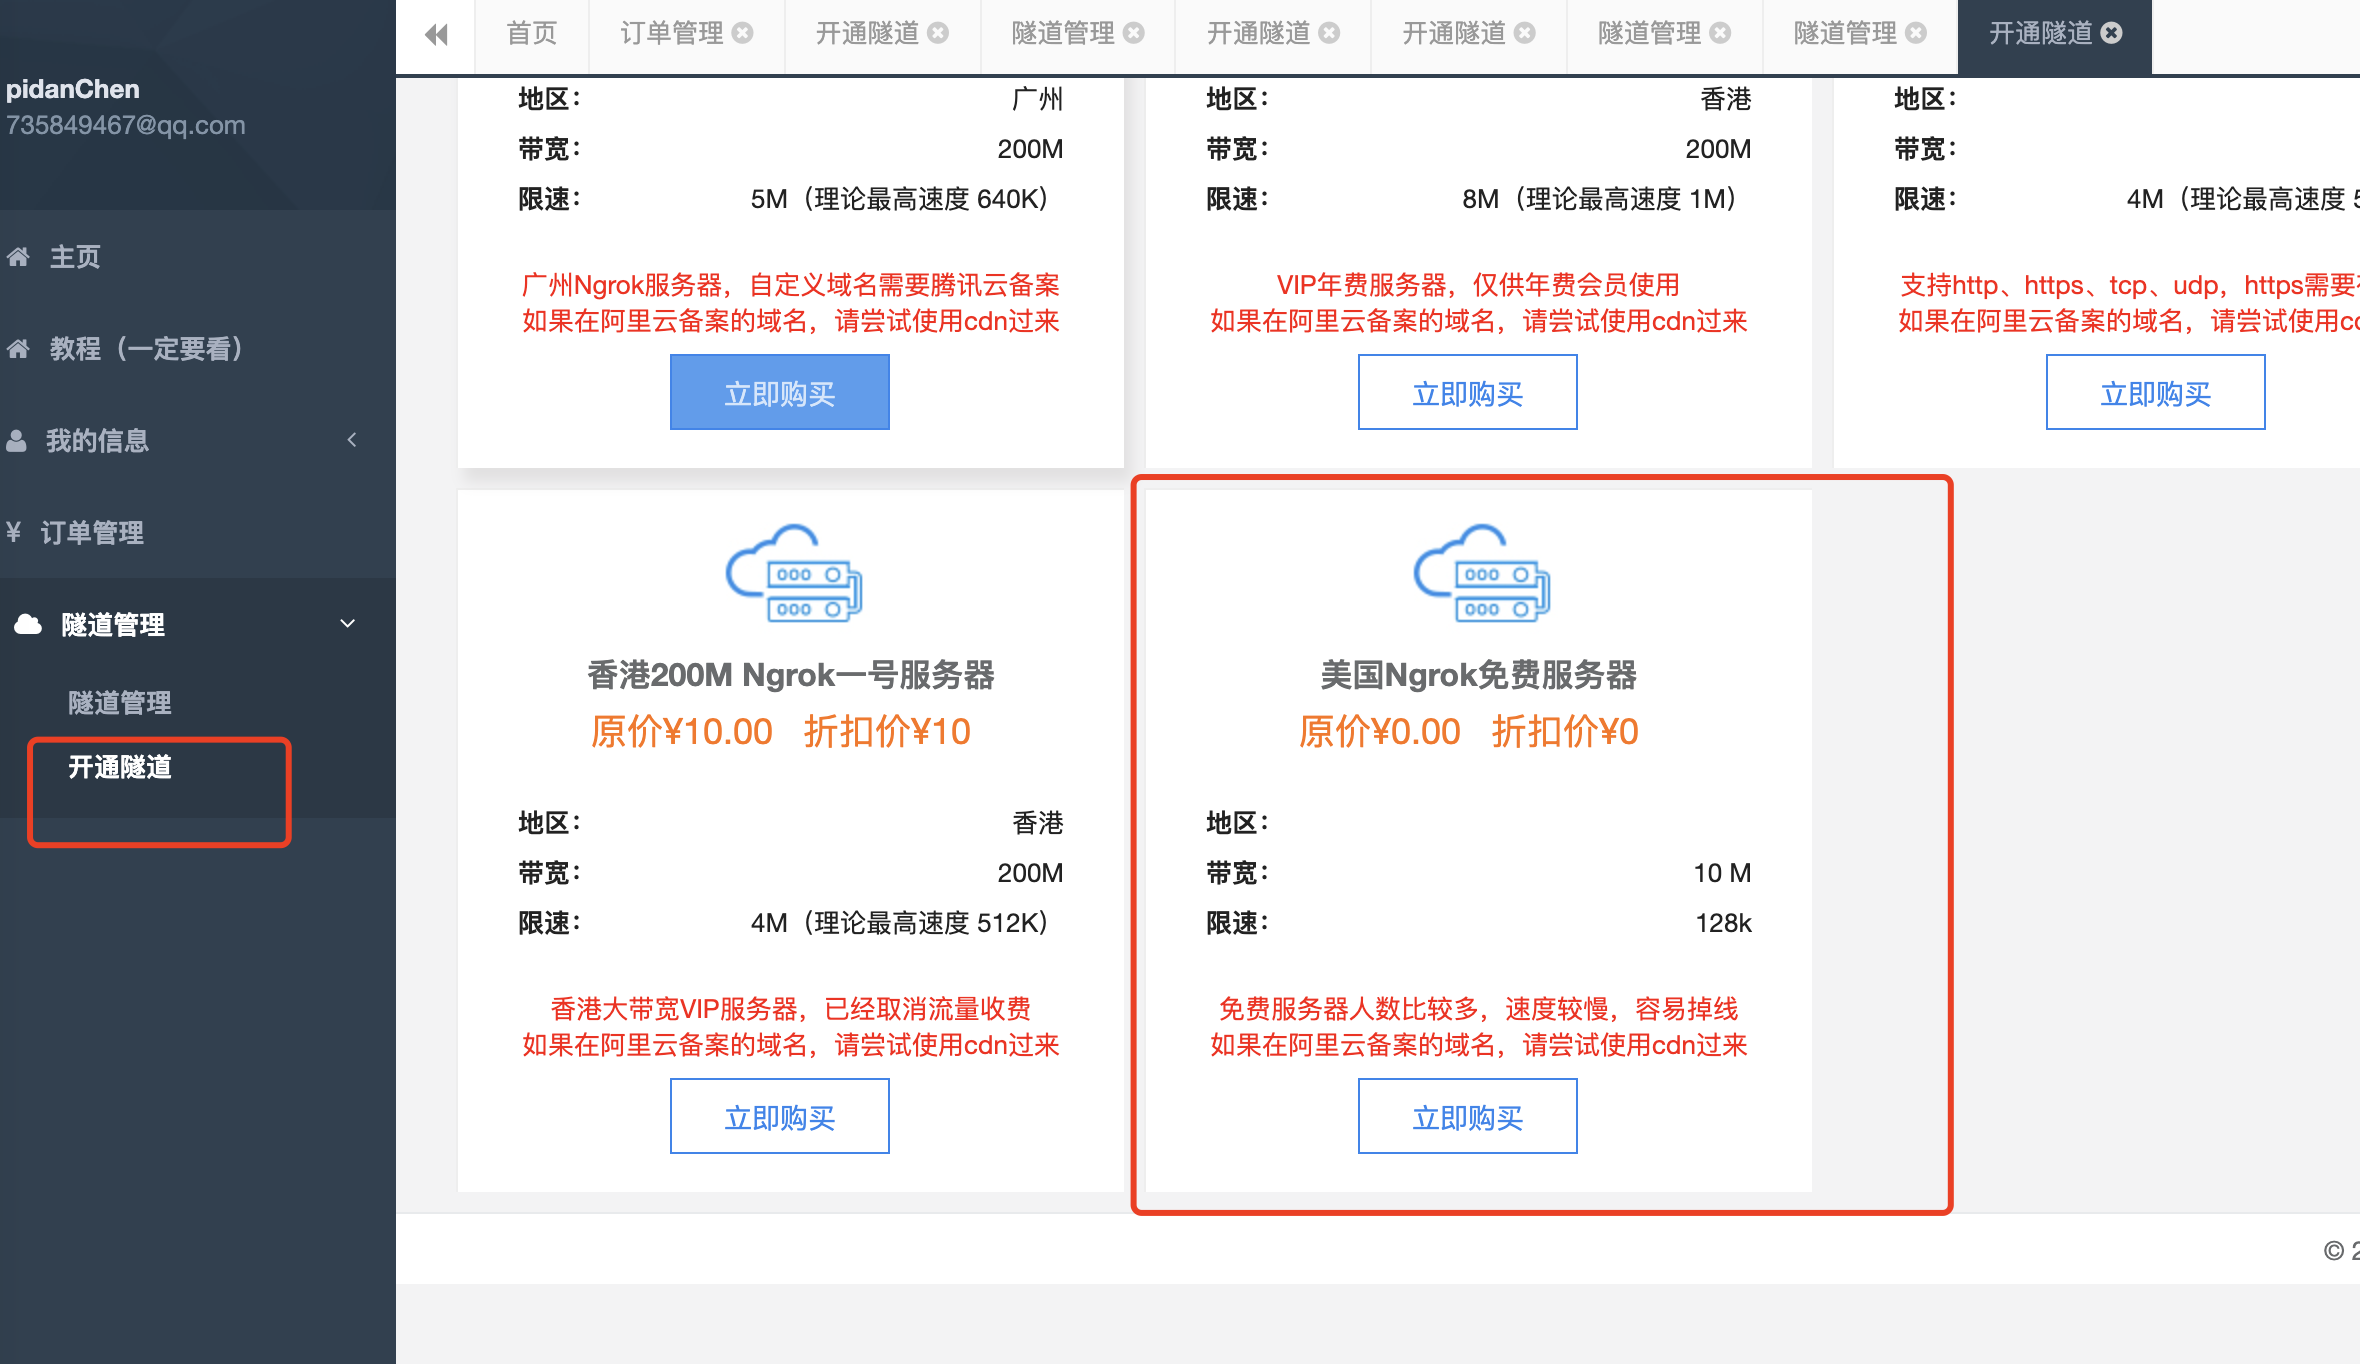 首页
订单管理
开通隧道
隧道管理
开通隧道
开通隧道
隧道管理
隧道管理
开通隧道
pidanChen
735849467@qq.com
主页
教程（一定要看）
我的信息
¥ 订单管理
隧道管理
隧道管理
开通隧道
地区： 广州
带宽： 200M
限速： 5M（理论最高速度 640K）
广州Ngrok服务器，自定义域名需要腾讯云备案
如果在阿里云备案的域名，请尝试使用cdn过来
立即购买
地区： 香港
带宽： 200M
限速： 8M（理论最高速度 1M）
VIP年费服务器，仅供年费会员使用
如果在阿里云备案的域名，请尝试使用cdn过来
立即购买
地区：
带宽：
限速： 4M（理论最高速度
支持http、https、tcp、udp，https需要
如果在阿里云备案的域名，请尝试使用
立即购买
香港200M Ngrok一号服务器
原价¥10.00 折扣价¥10
地区： 香港
带宽： 200M
限速： 4M（理论最高速度 512K）
香港大带宽VIP服务器，已经取消流量收费
如果在阿里云备案的域名，请尝试使用cdn过来
立即购买
美国Ngrok免费服务器
原价¥0.00 折扣价¥0
地区：
带宽： 10 M
限速： 128k
免费服务器人数比较多，速度较慢，容易掉线
如果在阿里云备案的域名，请尝试使用cdn过来
立即购买
©